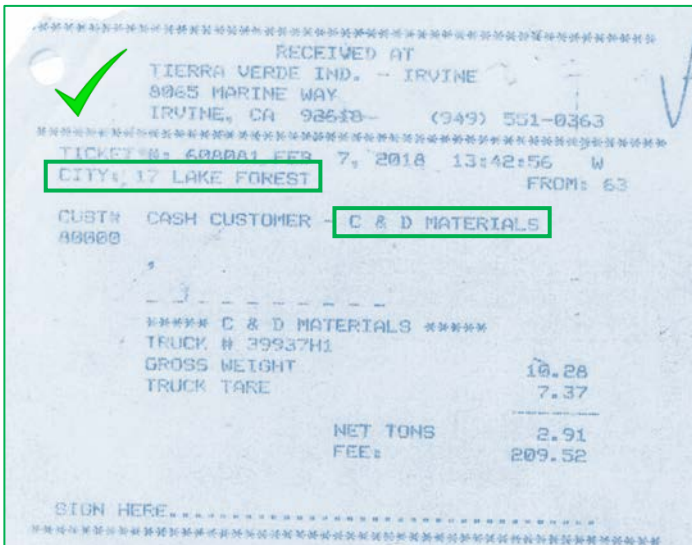 ****************************************************************
RECEIVED AT
TIERRA VERDE IND. - IRVINE
8065 MARINE WAY
IRVINE, CA 92618 (949) 551-0363
****************************************************************
TICKET #: 608081 FEB 7, 2018 13:42:56 W
CITY: 17 LAKE FOREST
FROM: 63
CUST# CASH CUSTOMER - C & D MATERIALS
80000
,
***** C & D MATERIALS *****
TRUCK # 39937H1
GROSS WEIGHT 10.28
TRUCK TARE 7.37
NET TONS 2.91
FEE: 209.52
SIGN HERE................................................
****************************************************************